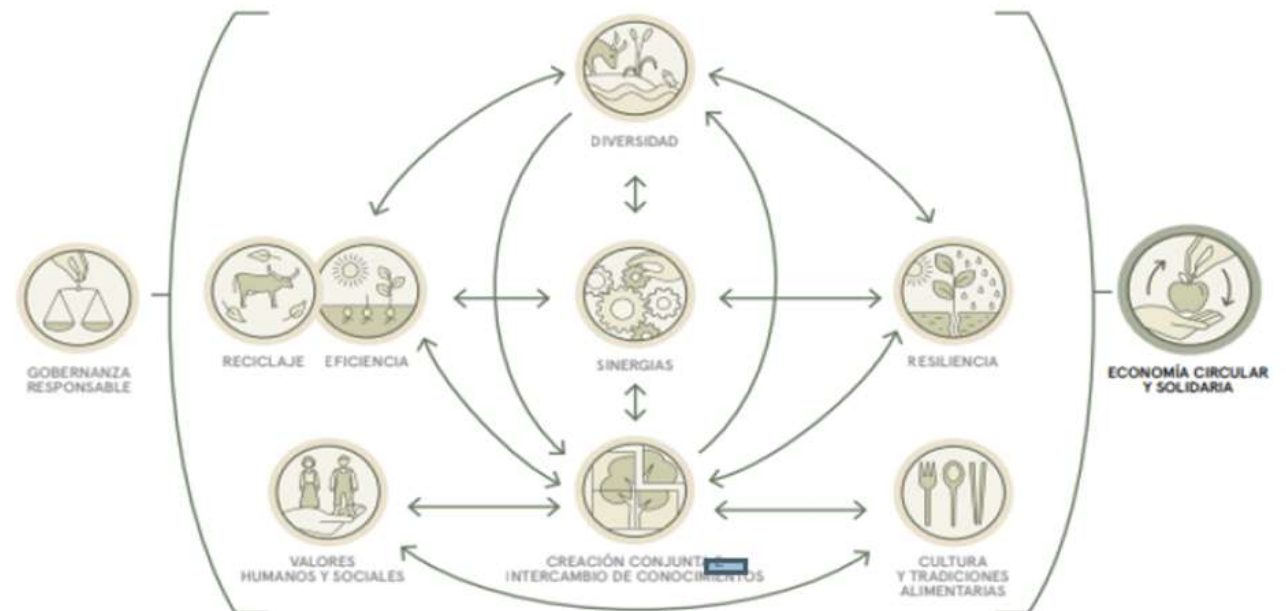 DIVERSIDAD
GOBERNANZA
RESPONSABLE
RECICLAJE
EFICIENCIA
SINERGIAS
RESILIENCIA
ECONOMÍA CIRCULAR
Y SOLIDARIA
VALORES
HUMANOS Y SOCIALES
CREACIÓN CONJUNTA
INTERCAMBIO DE CONOCIMIENTOS
CULTURA
Y TRADICIONES
ALIMENTARIAS